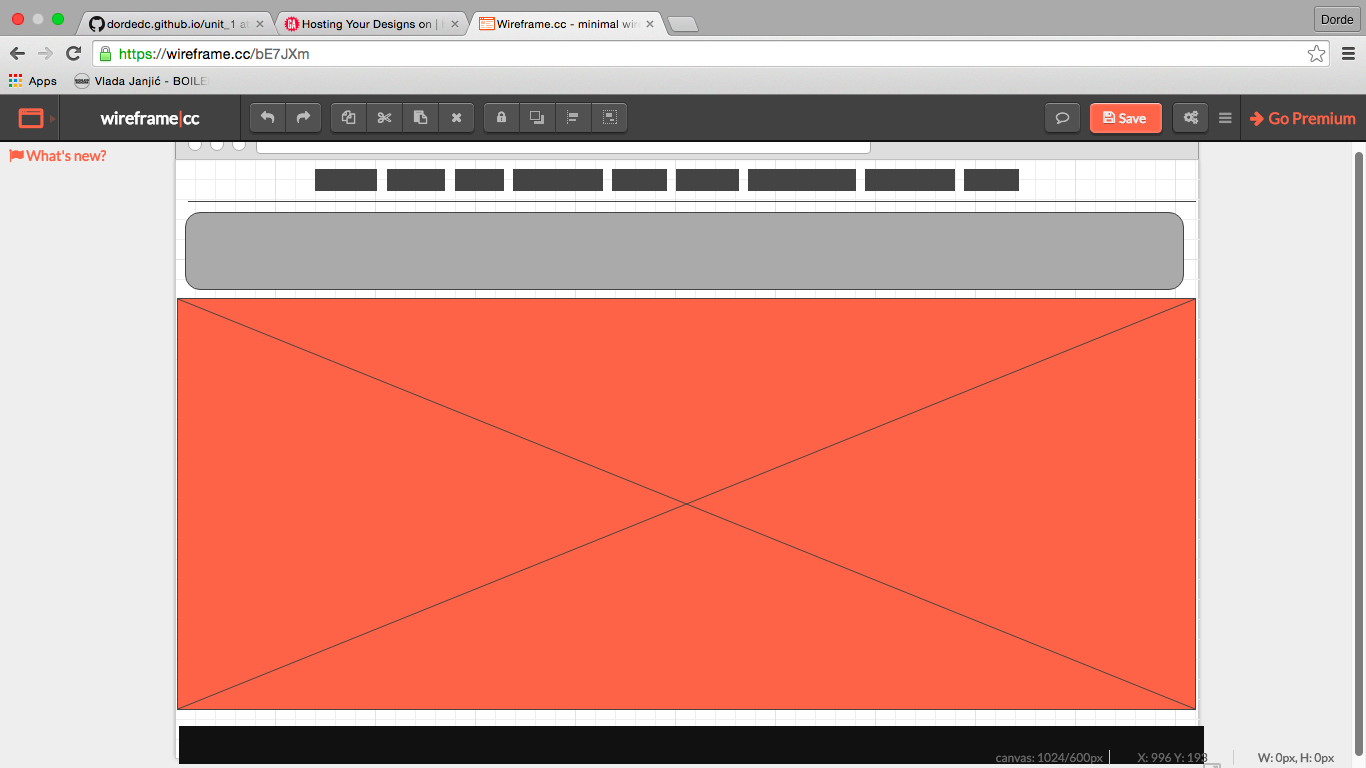 dordedc.github.io/unit_1 at
Hosting Your Designs on |
Wireframe.cc - minimal wire
Dorde
https://wireframe.cc/bE7JXm
Apps
Vlada Janjić - BOILE
wireframe|cc
Save
Go Premium
What's new?
canvas: 1024/600px
X: 996 Y: 193
W: 0px, H: 0px